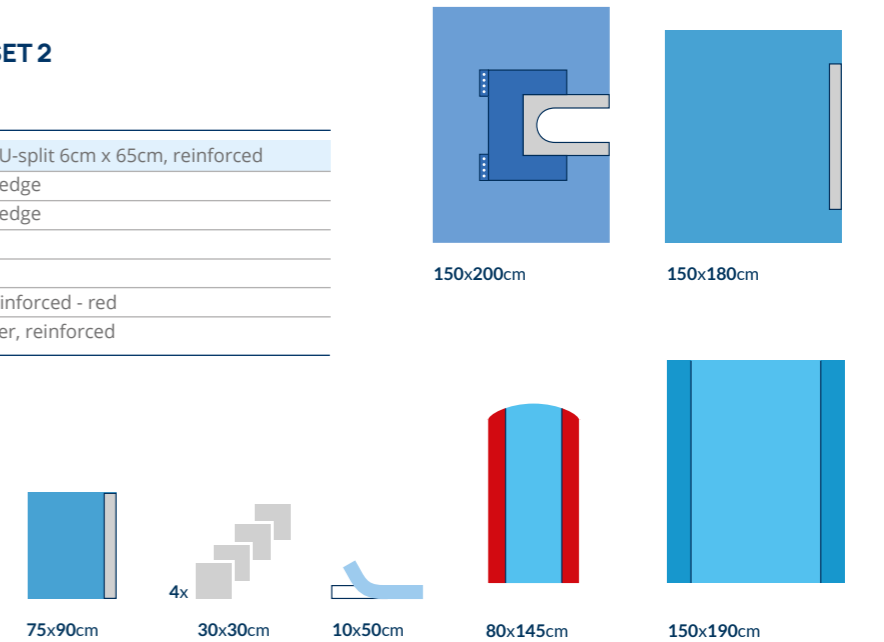 SET 2
U-split 6cm x 65cm, reinforced
edge
edge
reinforced - red
er, reinforced
150x200cm
150x180cm
4x
75x90cm
30x30cm
10x50cm
80x145cm
150x190cm